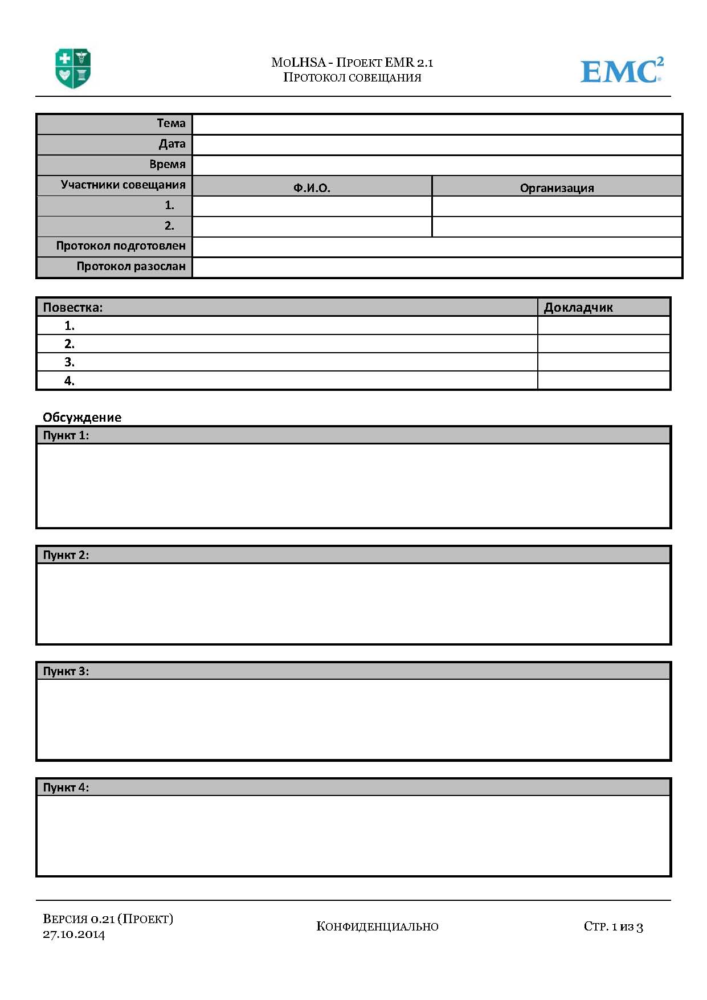 MoLHSA - Проект EMR 2.1
Протокол совещания
EMC²
Тема
Дата
Время
Участники совещания Ф.И.О. Организация
1.
2.
Протокол подготовлен
Протокол разослан
Повестка: Докладчик
1.
2.
3.
4.
Обсуждение
Пункт 1:
Пункт 2:
Пункт 3:
Пункт 4:
Версия 0.21 (Проект)
27.10.2014
Конфиденциально
Стр. 1 из 3